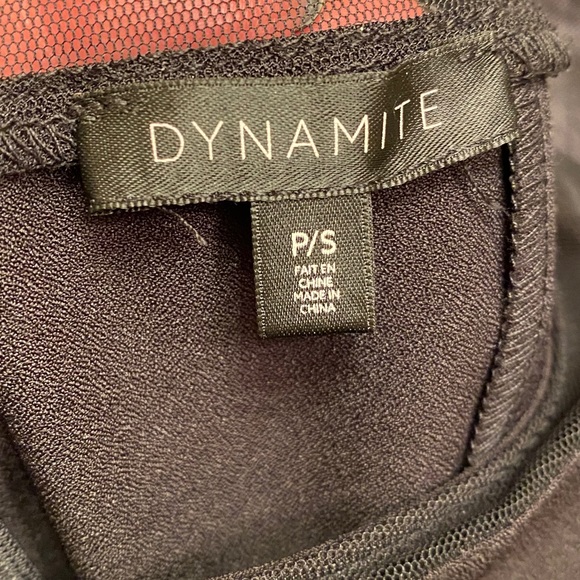 DYNAMITE
P/S
FAIT EN
CHINE
MADE IN
CHINA